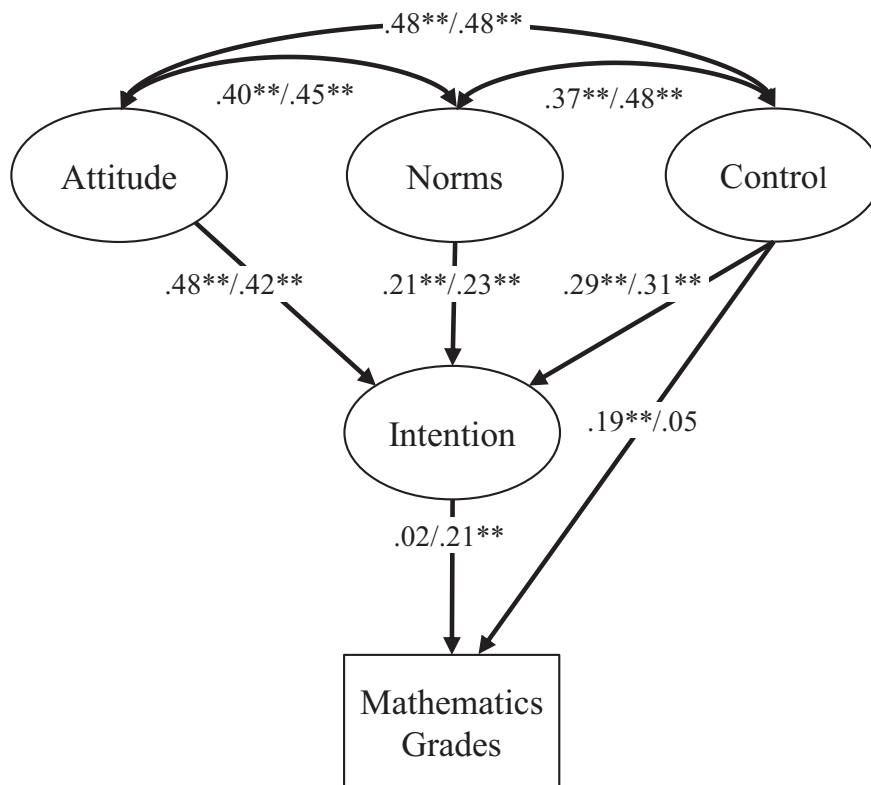 .48**/.48**
.40**/.45**
.37**/.48**
Attitude
Norms
Control
.48**/.42**
.21**/.23**
.29**/.31**
.19**/.05
Intention
.02/.21**
Mathematics
Grades